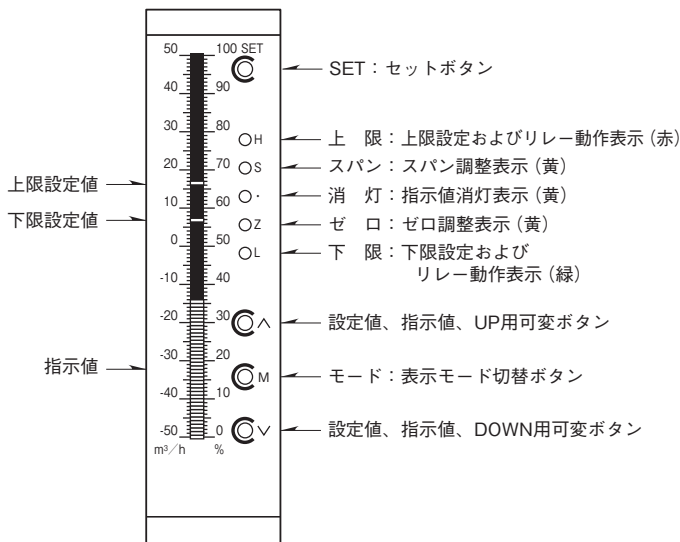 50 100 SET
SET：セットボタン
40 90
30 80
H 上　限：上限設定およびリレー動作表示（赤）
20 70 S スパン：スパン調整表示（黄）
上限設定値
・ 消　灯：指示値消灯表示（黄）
10 60
下限設定値
Z ゼ　ロ：ゼロ調整表示（黄）
0 50
L 下　限：下限設定および
リレー動作表示（緑）
-10 40
-20 30 ∧ 設定値、指示値、UP用可変ボタン
-30 20
指示値
M モード：表示モード切替ボタン
-40 10
-50 0 ∨ 設定値、指示値、DOWN用可変ボタン
m³／h %